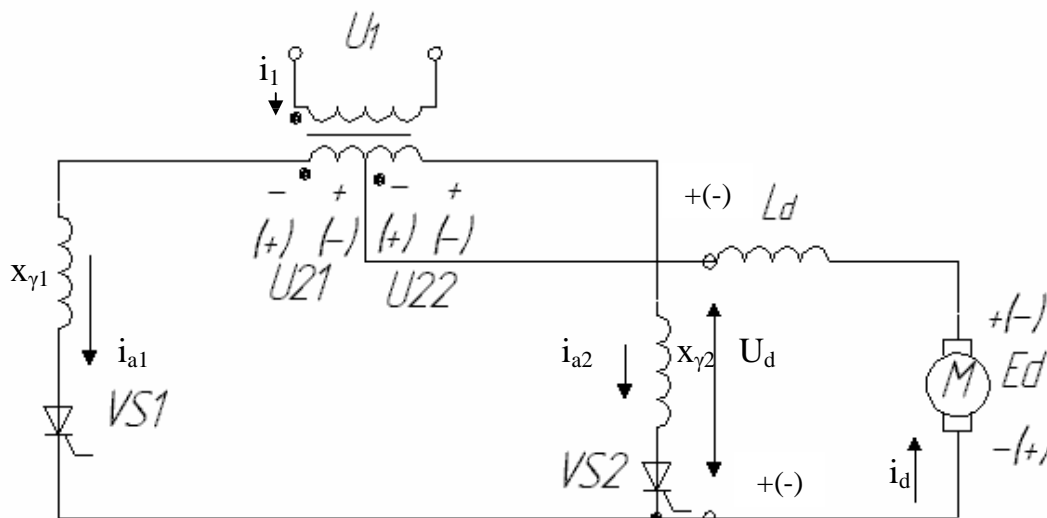 U1
i₁
- + - +
(+) (-) (+) (-)
U21 U22
+(-)
Ld
xγ1
ia1
VS1
ia2
xγ2
Ud
VS2
+(-)
+(-)
M
Ed
-(+)
id